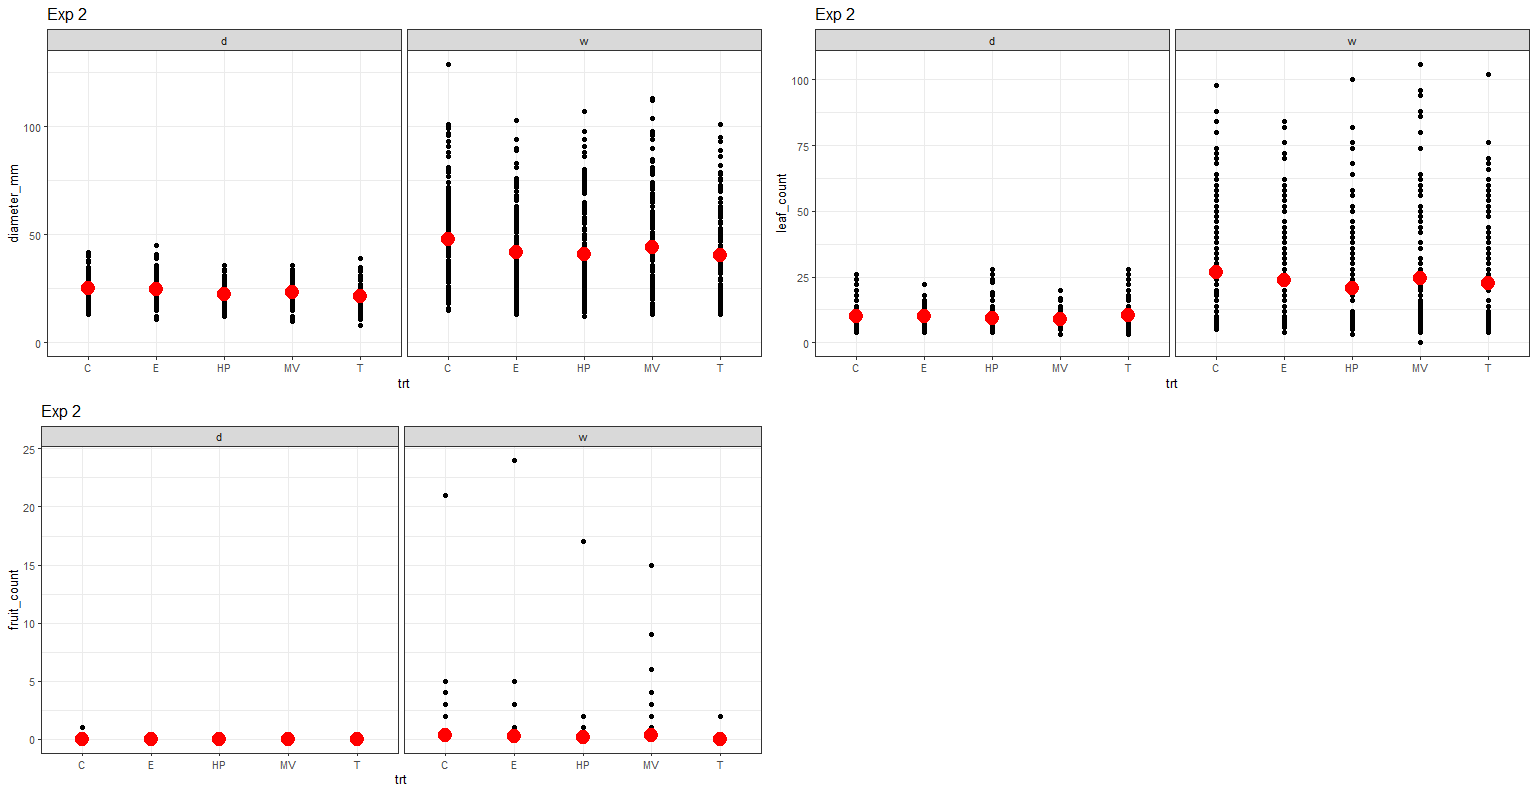 Exp 2
d w
100
50
0
diameter_mm
C E HP MV T C E HP MV T
trt
Exp 2
d w
100
75
50
25
0
leaf_count
C E HP MV T C E HP MV T
trt
Exp 2
d w
25
20
15
10
5
0
fruit_count
C E HP MV T C E HP MV T
trt